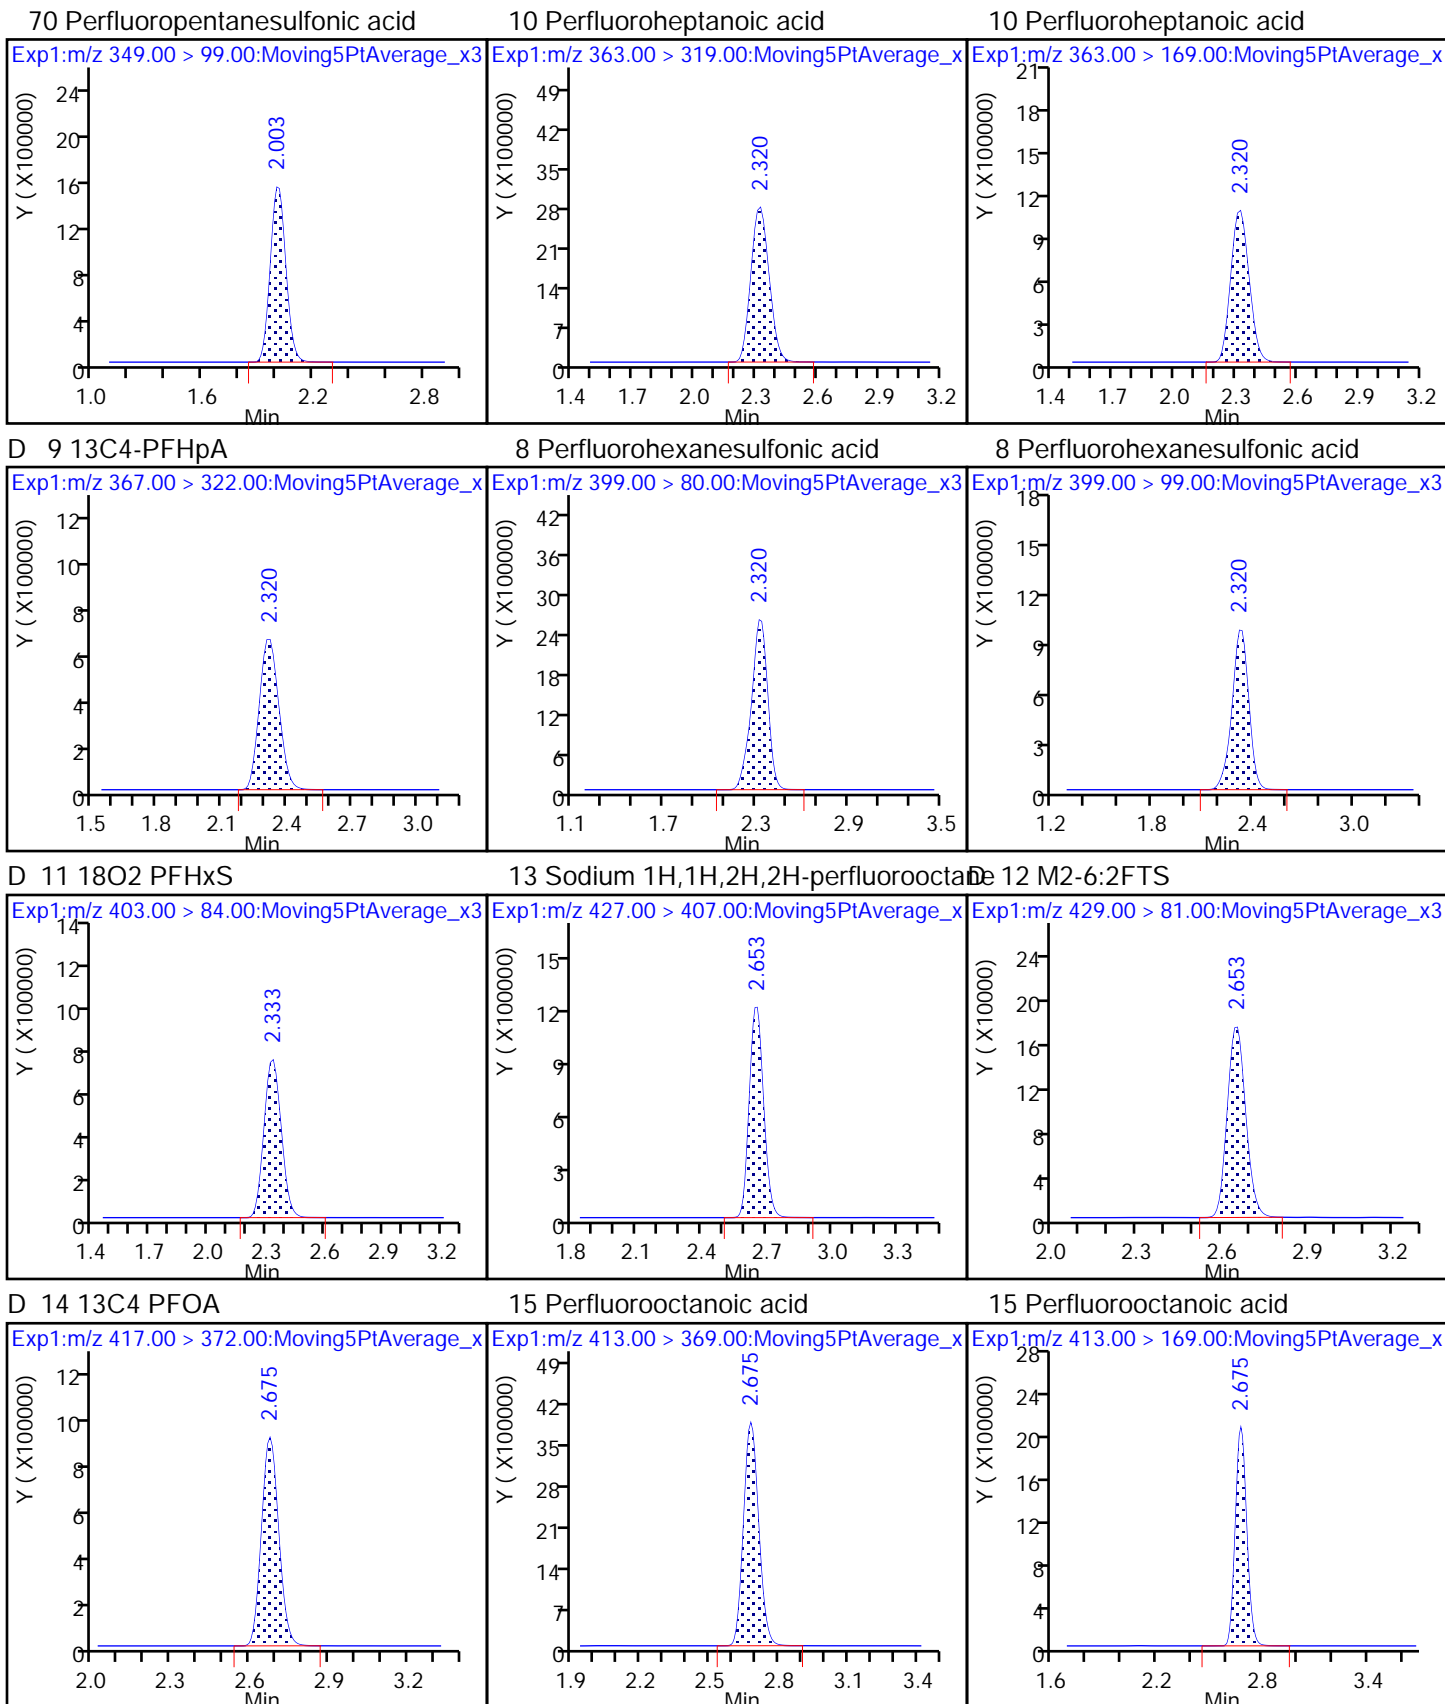 70 Perfluoropentanesulfonic acid
Exp1:m/z 349.00 > 99.00:Moving5PtAverage_x3
Y ( X100000)
24
20
16
12
8
4
0
2.003
1.0 1.6 2.2 2.8
Min
10 Perfluoroheptanoic acid
Exp1:m/z 363.00 > 319.00:Moving5PtAverage_x
Y ( X100000)
49
42
35
28
21
14
7
0
2.320
1.4 1.7 2.0 2.3 2.6 2.9 3.2
Min
10 Perfluoroheptanoic acid
Exp1:m/z 363.00 > 169.00:Moving5PtAverage_x
Y ( X100000)
21
18
15
12
9
6
3
0
2.320
1.4 1.7 2.0 2.3 2.6 2.9 3.2
Min
D 9 13C4-PFHpA
Exp1:m/z 367.00 > 322.00:Moving5PtAverage_x
Y ( X100000)
12
10
8
6
4
2
0
2.320
1.5 1.8 2.1 2.4 2.7 3.0
Min
8 Perfluorohexanesulfonic acid
Exp1:m/z 399.00 > 80.00:Moving5PtAverage_x3
Y ( X100000)
42
36
30
24
18
12
6
0
2.320
1.1 1.7 2.3 2.9 3.5
Min
8 Perfluorohexanesulfonic acid
Exp1:m/z 399.00 > 99.00:Moving5PtAverage_x3
Y ( X100000)
18
15
12
9
6
3
0
2.320
1.2 1.8 2.4 3.0
Min
D 11 18O2 PFHxS
Exp1:m/z 403.00 > 84.00:Moving5PtAverage_x3
Y ( X100000)
14
12
10
8
6
4
2
0
2.333
1.4 1.7 2.0 2.3 2.6 2.9 3.2
Min
13 Sodium 1H,1H,2H,2H-perfluorooctane
Exp1:m/z 427.00 > 407.00:Moving5PtAverage_x
Y ( X100000)
15
12
9
6
3
0
2.653
1.8 2.1 2.4 2.7 3.0 3.3
Min
D 12 M2-6:2FTS
Exp1:m/z 429.00 > 81.00:Moving5PtAverage_x3
Y ( X10000)
24
20
16
12
8
4
0
2.653
2.0 2.3 2.6 2.9 3.2
Min
D 14 13C4 PFOA
Exp1:m/z 417.00 > 372.00:Moving5PtAverage_x
Y ( X100000)
12
10
8
6
4
2
0
2.675
2.0 2.3 2.6 2.9 3.2
Min
15 Perfluorooctanoic acid
Exp1:m/z 413.00 > 369.00:Moving5PtAverage_x
Y ( X100000)
49
42
35
28
21
14
7
0
2.675
1.9 2.2 2.5 2.8 3.1 3.4
Min
15 Perfluorooctanoic acid
Exp1:m/z 413.00 > 169.00:Moving5PtAverage_x
Y ( X100000)
28
24
20
16
12
8
4
0
2.675
1.6 2.2 2.8 3.4
Min